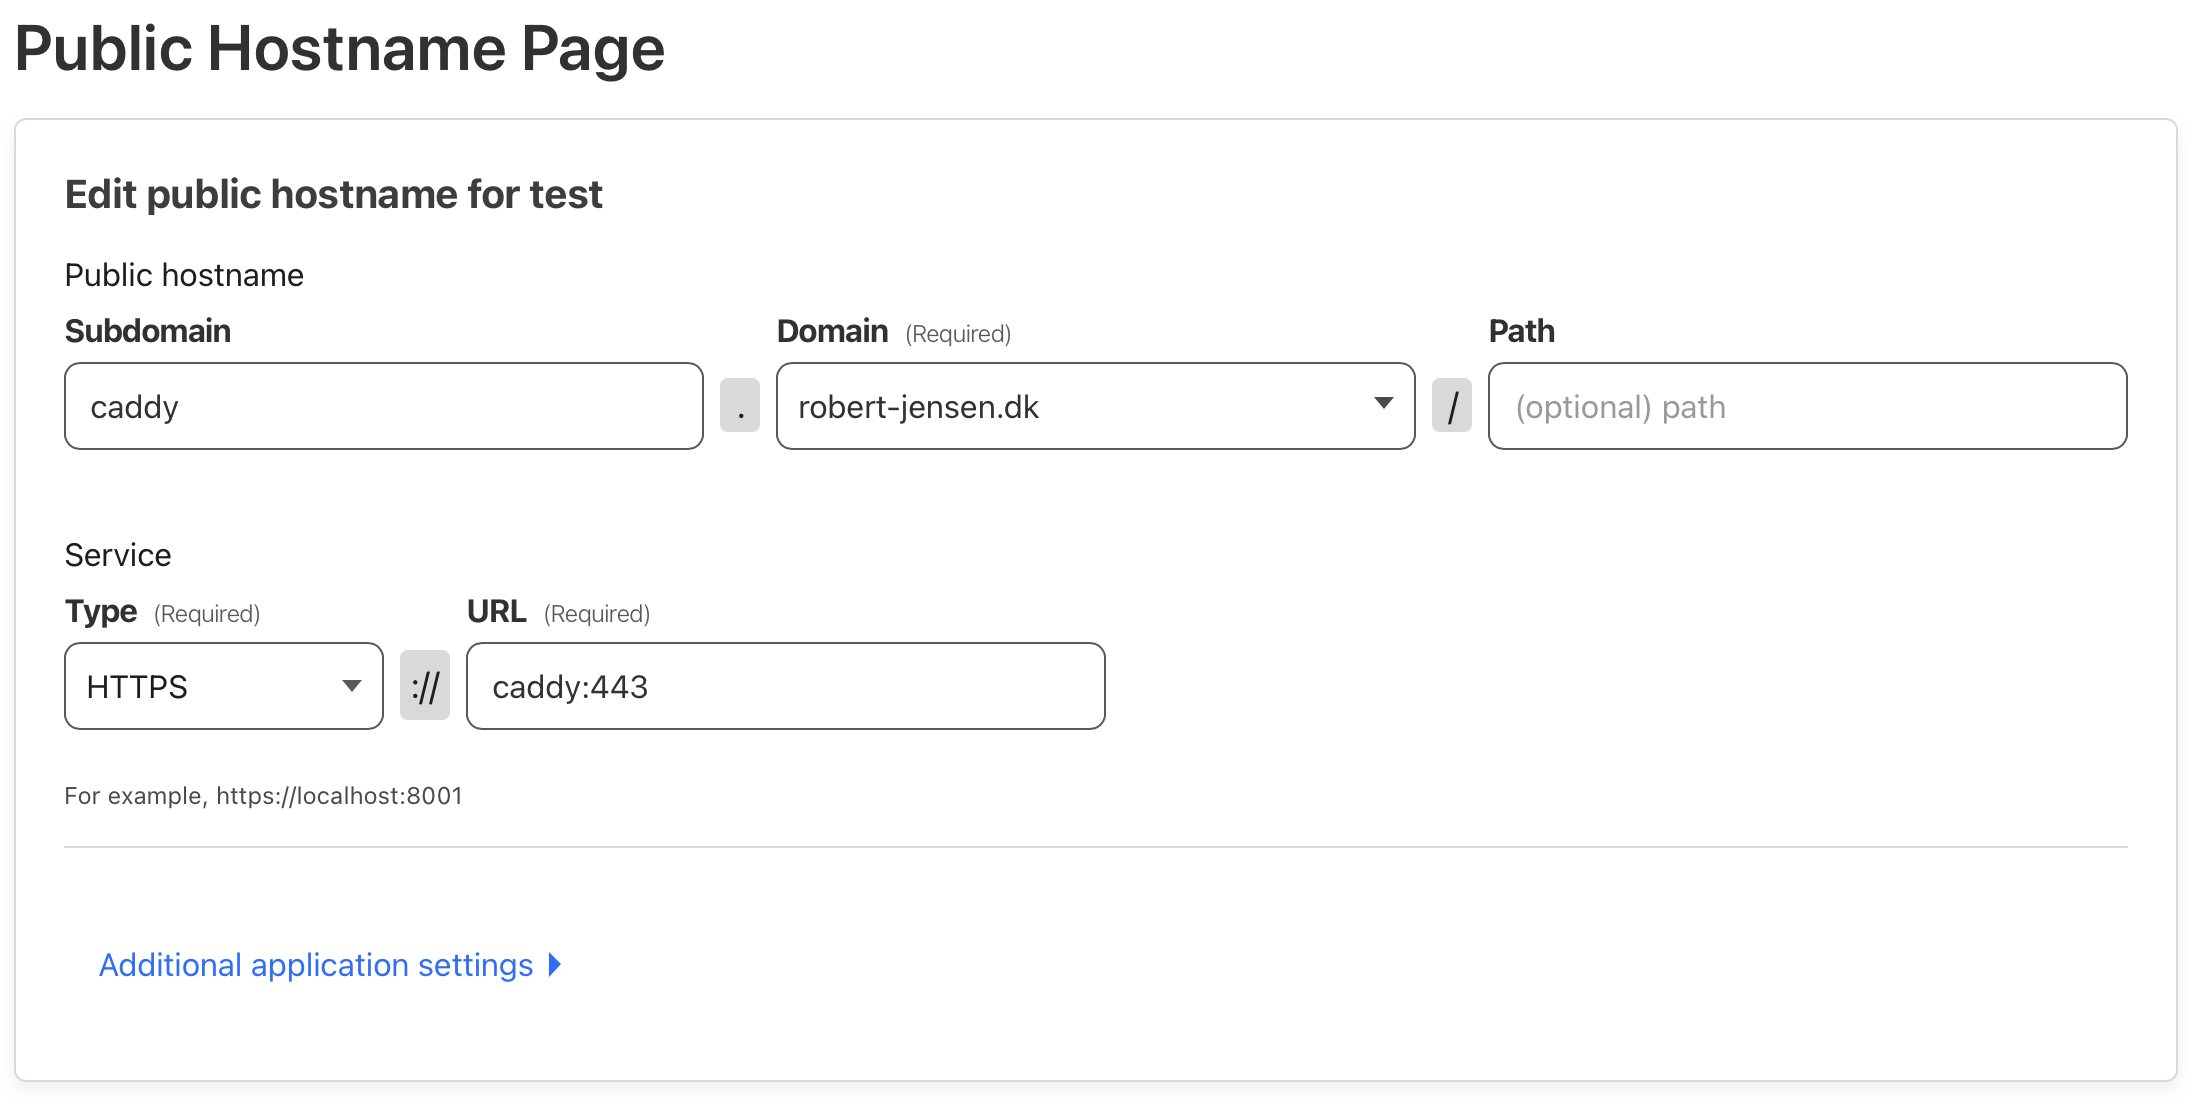 Public Hostname Page
Edit public hostname for test
Public hostname
Subdomain Domain (Required) Path
caddy . robert-jensen.dk / (optional) path
Service
Type (Required) URL (Required)
HTTPS :// caddy:443
For example, https://localhost:8001
Additional application settings